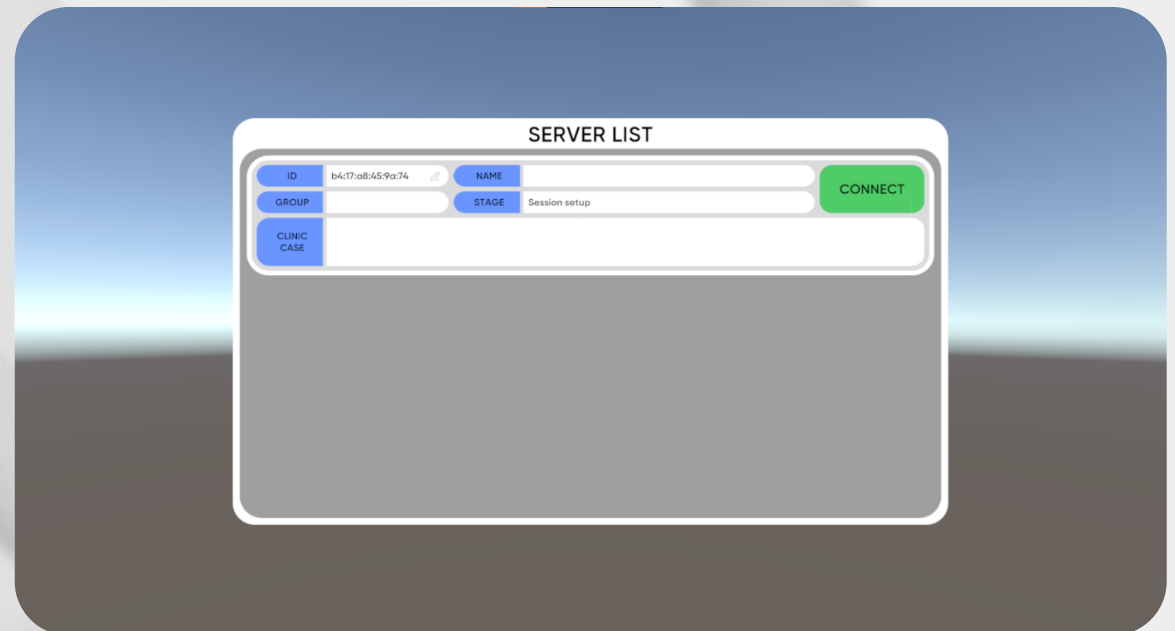 SERVER LIST
ID b4:17:a8:45:9a:74 NAME CONNECT
GROUP STAGE Session setup
CLINIC
CASE